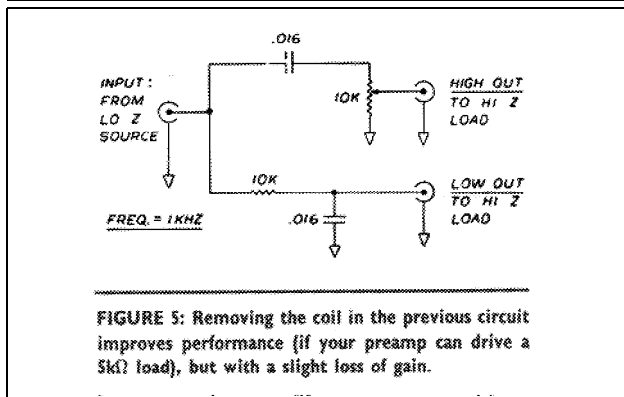 .016
INPUT:
FROM
LO Z
SOURCE
10K
HIGH OUT
TO HI Z
LOAD
10K
LOW OUT
TO HI Z
LOAD
.016
FREQ. = 1KHZ
FIGURE 5: Removing the coil in the previous circuit
improves performance (if your preamp can drive a
5kΩ load), but with a slight loss of gain.